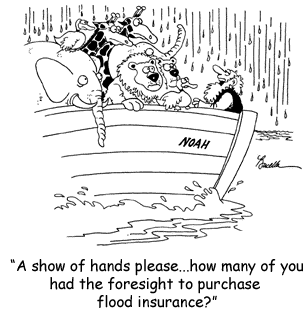 NOAH
"A show of hands please...how many of you
had the foresight to purchase
flood insurance?"